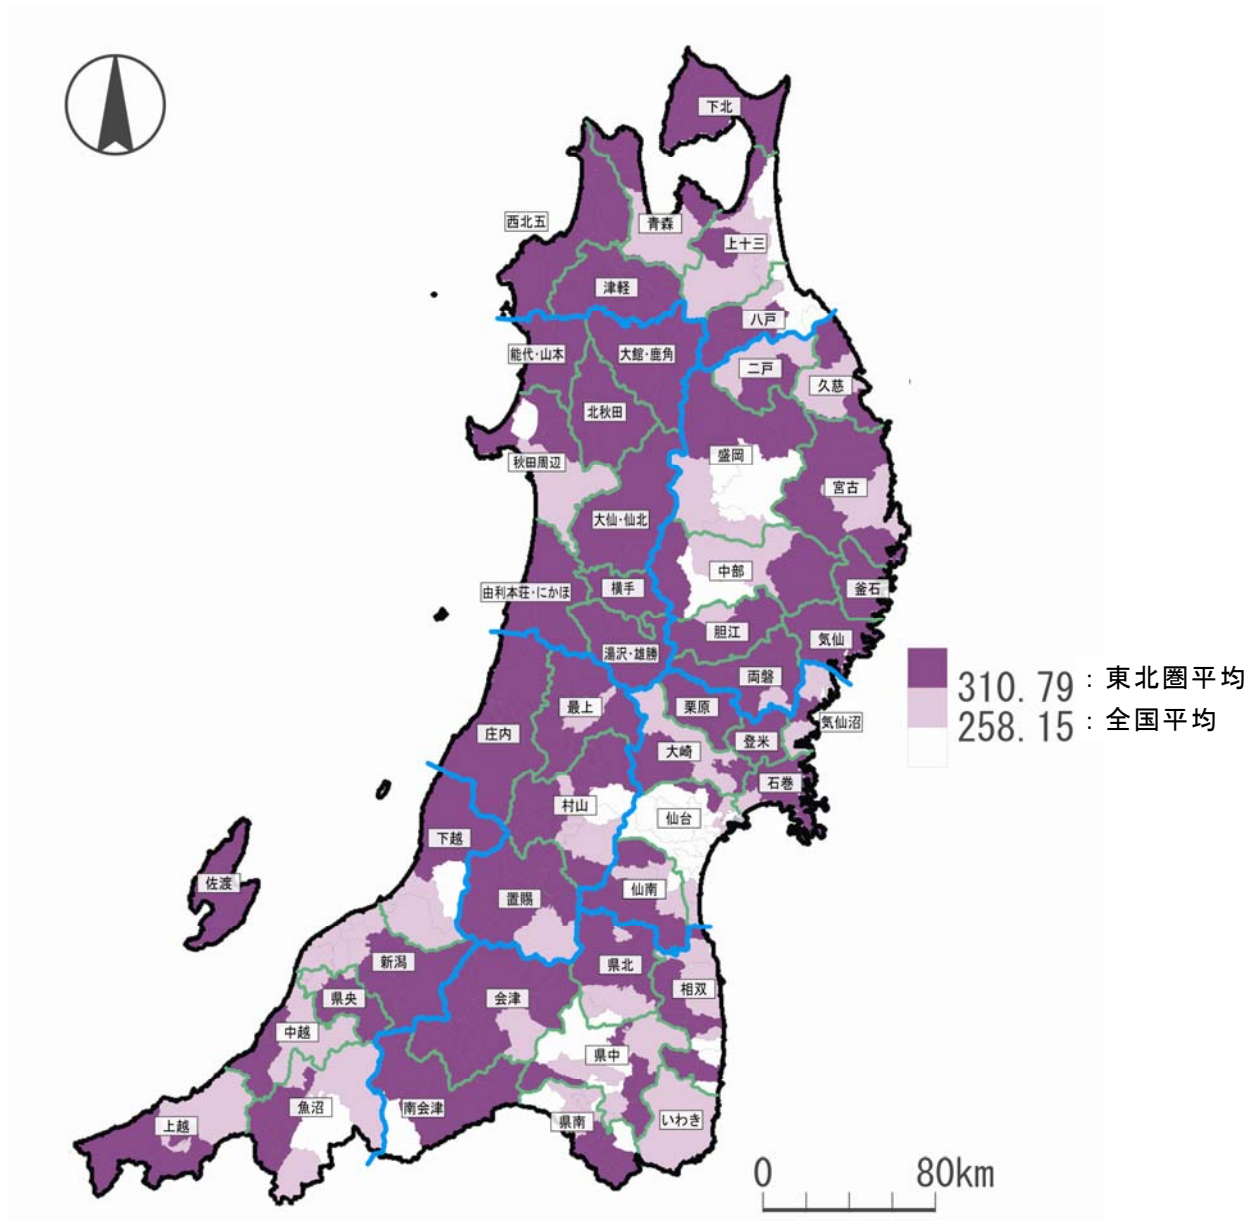 下北
西北五
青森
上十三
津軽
八戸
能代・山本
大館・鹿角
二戸
久慈
北秋田
秋田周辺
盛岡
宮古
大仙・仙北
中部
由利本荘・にかほ
横手
釜石
胆江
気仙
湯沢・雄勝
両磐
310.79：東北圏平均
258.15：全国平均
最上
栗原
気仙沼
庄内
大崎
登米
石巻
村山
仙台
下越
佐渡
置賜
仙南
新潟
県北
県央
会津
相双
中越
県中
魚沼
南会津
上越
県南
いわき
0 80km